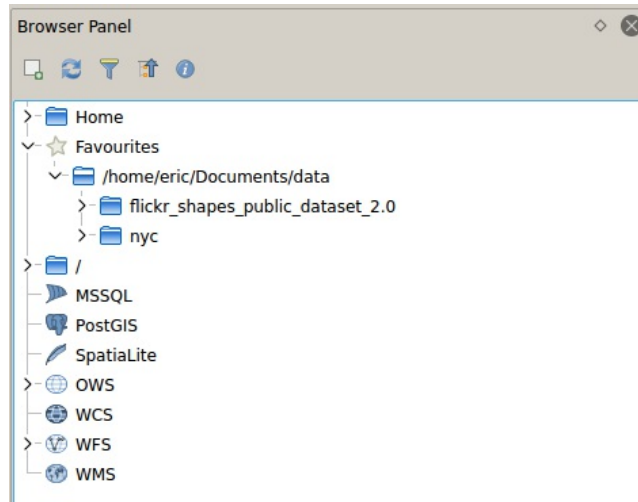 Browser Panel
Home
Favourites
/home/eric/Documents/data
flickr_shapes_public_dataset_2.0
nyc
/
MSSQL
PostGIS
SpatiaLite
OWS
WCS
WFS
WMS